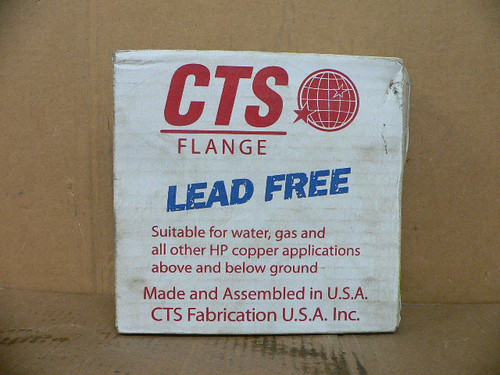 CTS
FLANGE
LEAD FREE
Suitable for water, gas and
all other HP copper applications
above and below ground
Made and Assembled in U.S.A.
CTS Fabrication U.S.A. Inc.